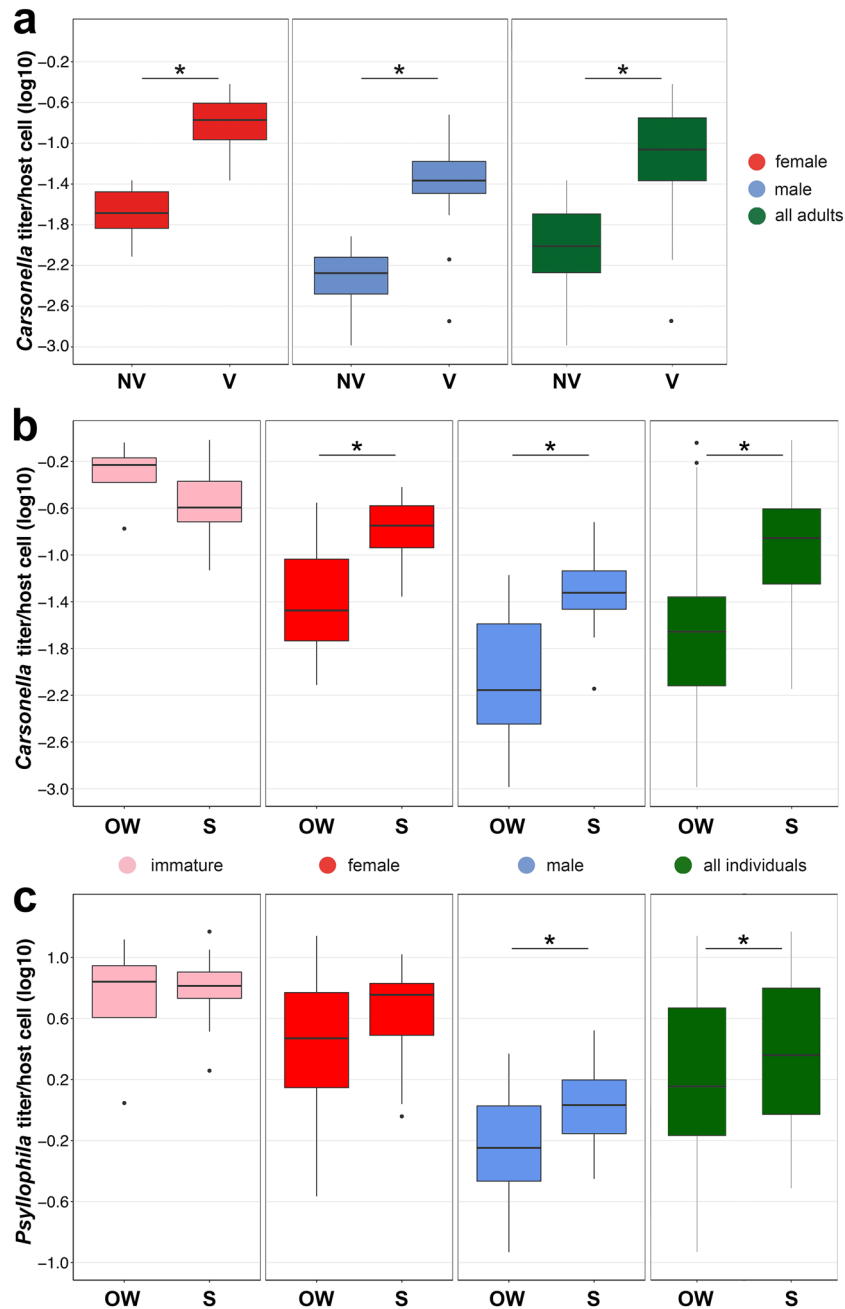 a
Carsonella titer/host cell (log10)
−0.2
−0.6
−1.0
−1.4
−1.8
−2.2
−2.6
−3.0
*
*
*
NV V NV V NV V
female
male
all adults
b
Carsonella titer/host cell (log10)
−0.2
−0.6
−1.0
−1.4
−1.8
−2.2
−2.6
−3.0
*
*
*
OW S OW S OW S OW S
immature female male all individuals
c
Psyllophila titer/host cell (log10)
1.0
0.6
0.2
−0.2
−0.6
−1.0
*
*
OW S OW S OW S OW S